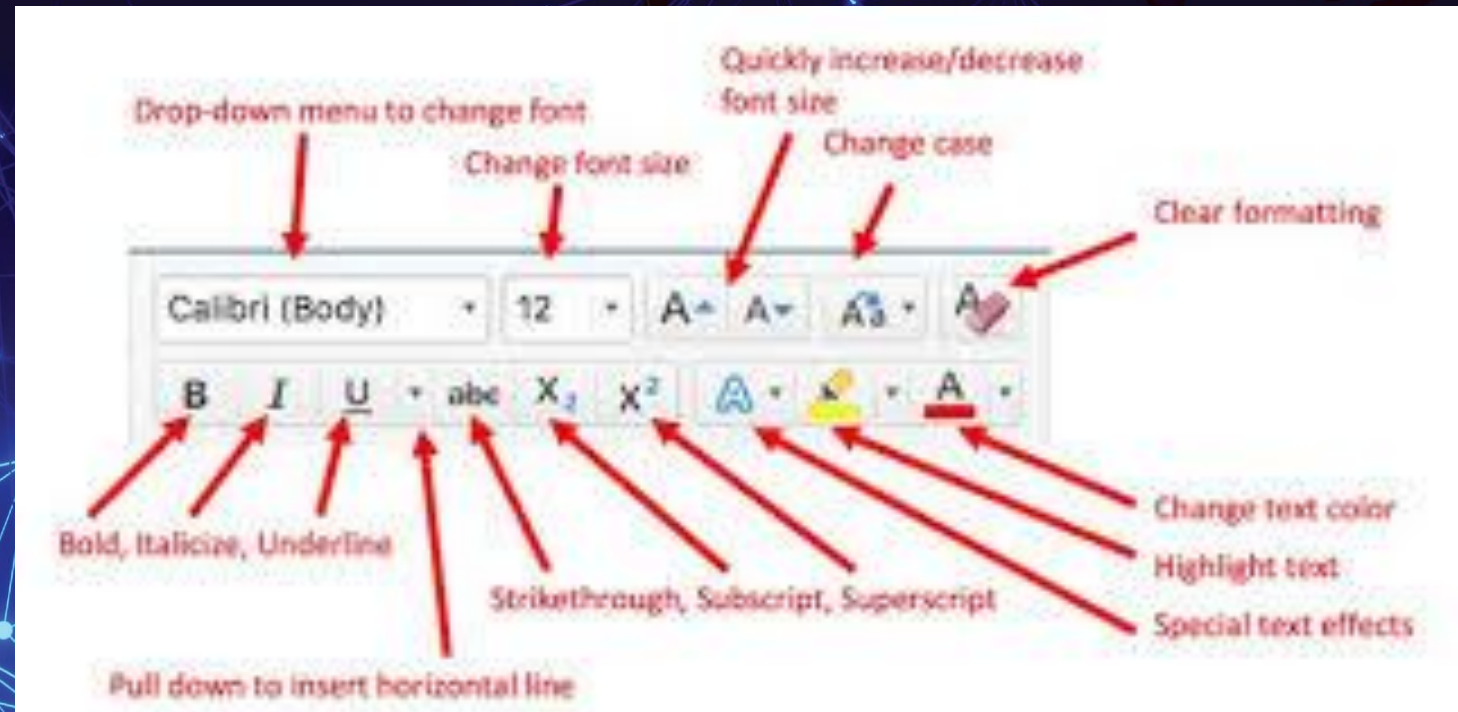 Quickly increase/decrease
font size
Drop-down menu to change font
Change case
Change font size
Clear formatting
Calibri (Body) 12 A A Aa A
B I U abc X2 X² A A
Change text color
Bold, Italicize, Underline
Highlight text
Strikethrough, Subscript, Superscript
Special text effects
Pull down to insert horizontal line